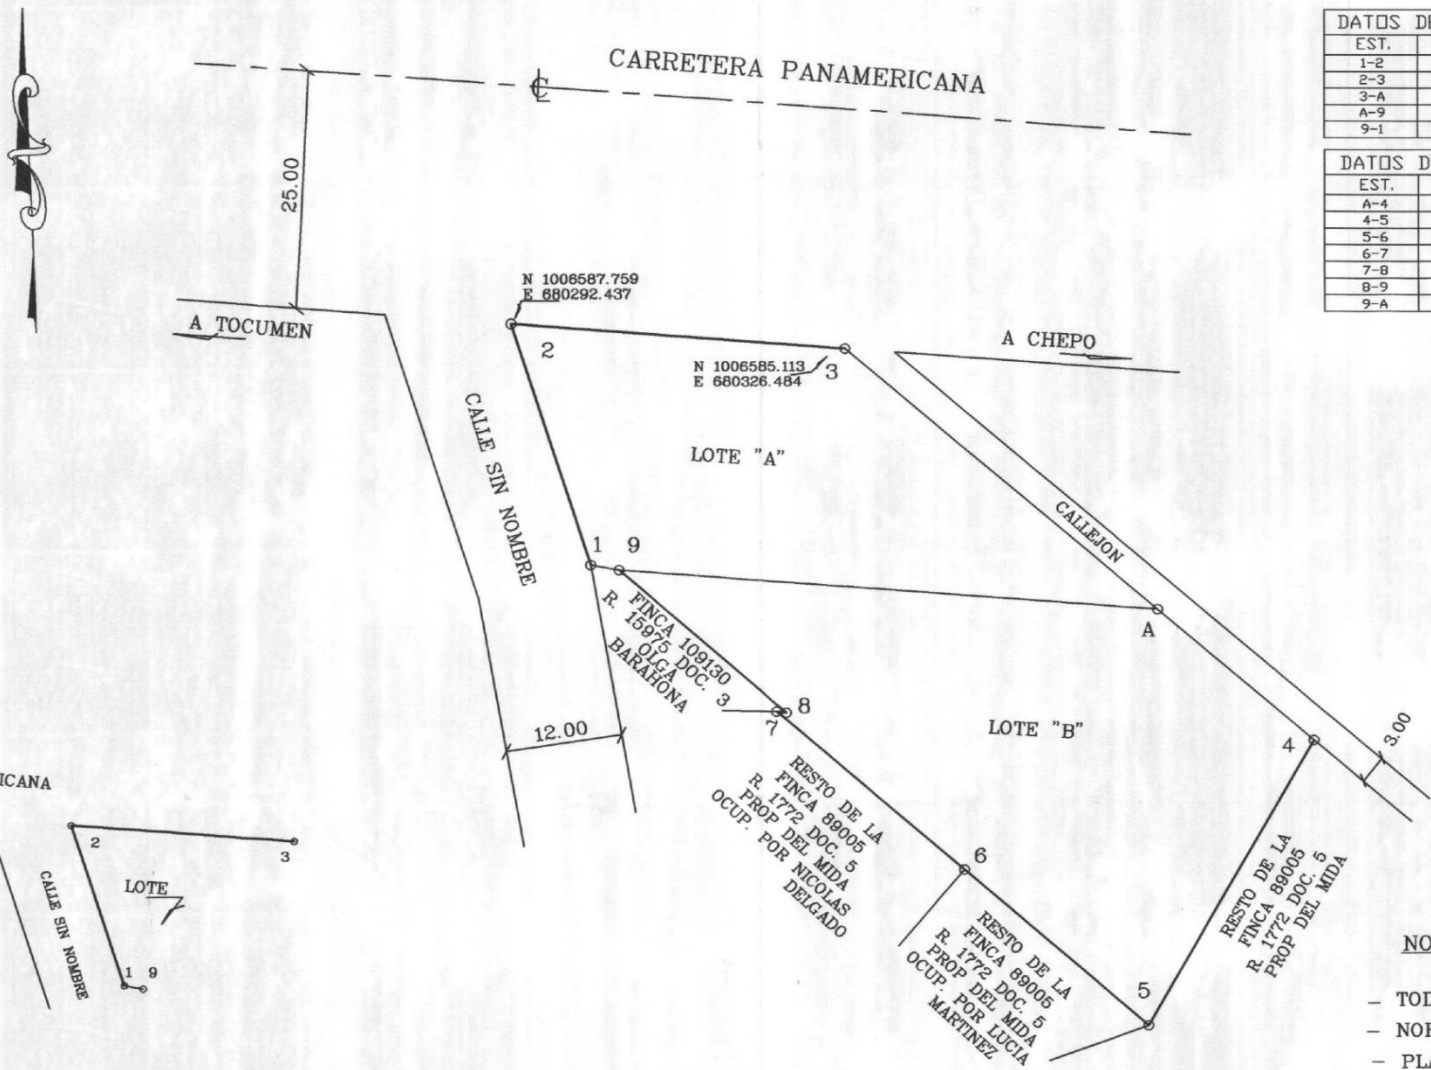 CARRETERA PANAMERICANA
C
25.00
DATOS DE
EST.
1-2
2-3
3-A
A-9
9-1
DATOS D
EST.
A-4
4-5
5-6
6-7
7-8
8-9
9-A
N 1006587.759
E 680292.437
A TOCUMEN
2
N 1006585.113
E 680326.484
3
A CHEPO
CALLE SIN NOMBRE
LOTE "A"
CALLEJON
1
9
A
FINCA 109130
R. 15975 DOC. 3
OLGA
BARAHONA
7
8
LOTE "B"
12.00
4
3.00
RESTO DE LA
FINCA 89005
R. 1772 DOC. 5
PROP DEL MIDA
OCUP. POR NICOLAS
DELGADO
6
RESTO DE LA
FINCA 89005
R. 1772 DOC. 5
PROP DEL MIDA
OCUP. POR LUCIA
MARTINEZ
5
RESTO DE LA
FINCA 89005
R. 1772 DOC. 5
PROP DEL MIDA
ICANA
2
3
LOTE
CALLE SIN NOMBRE
1
9
NO
- TOD
- NOR
- PLA